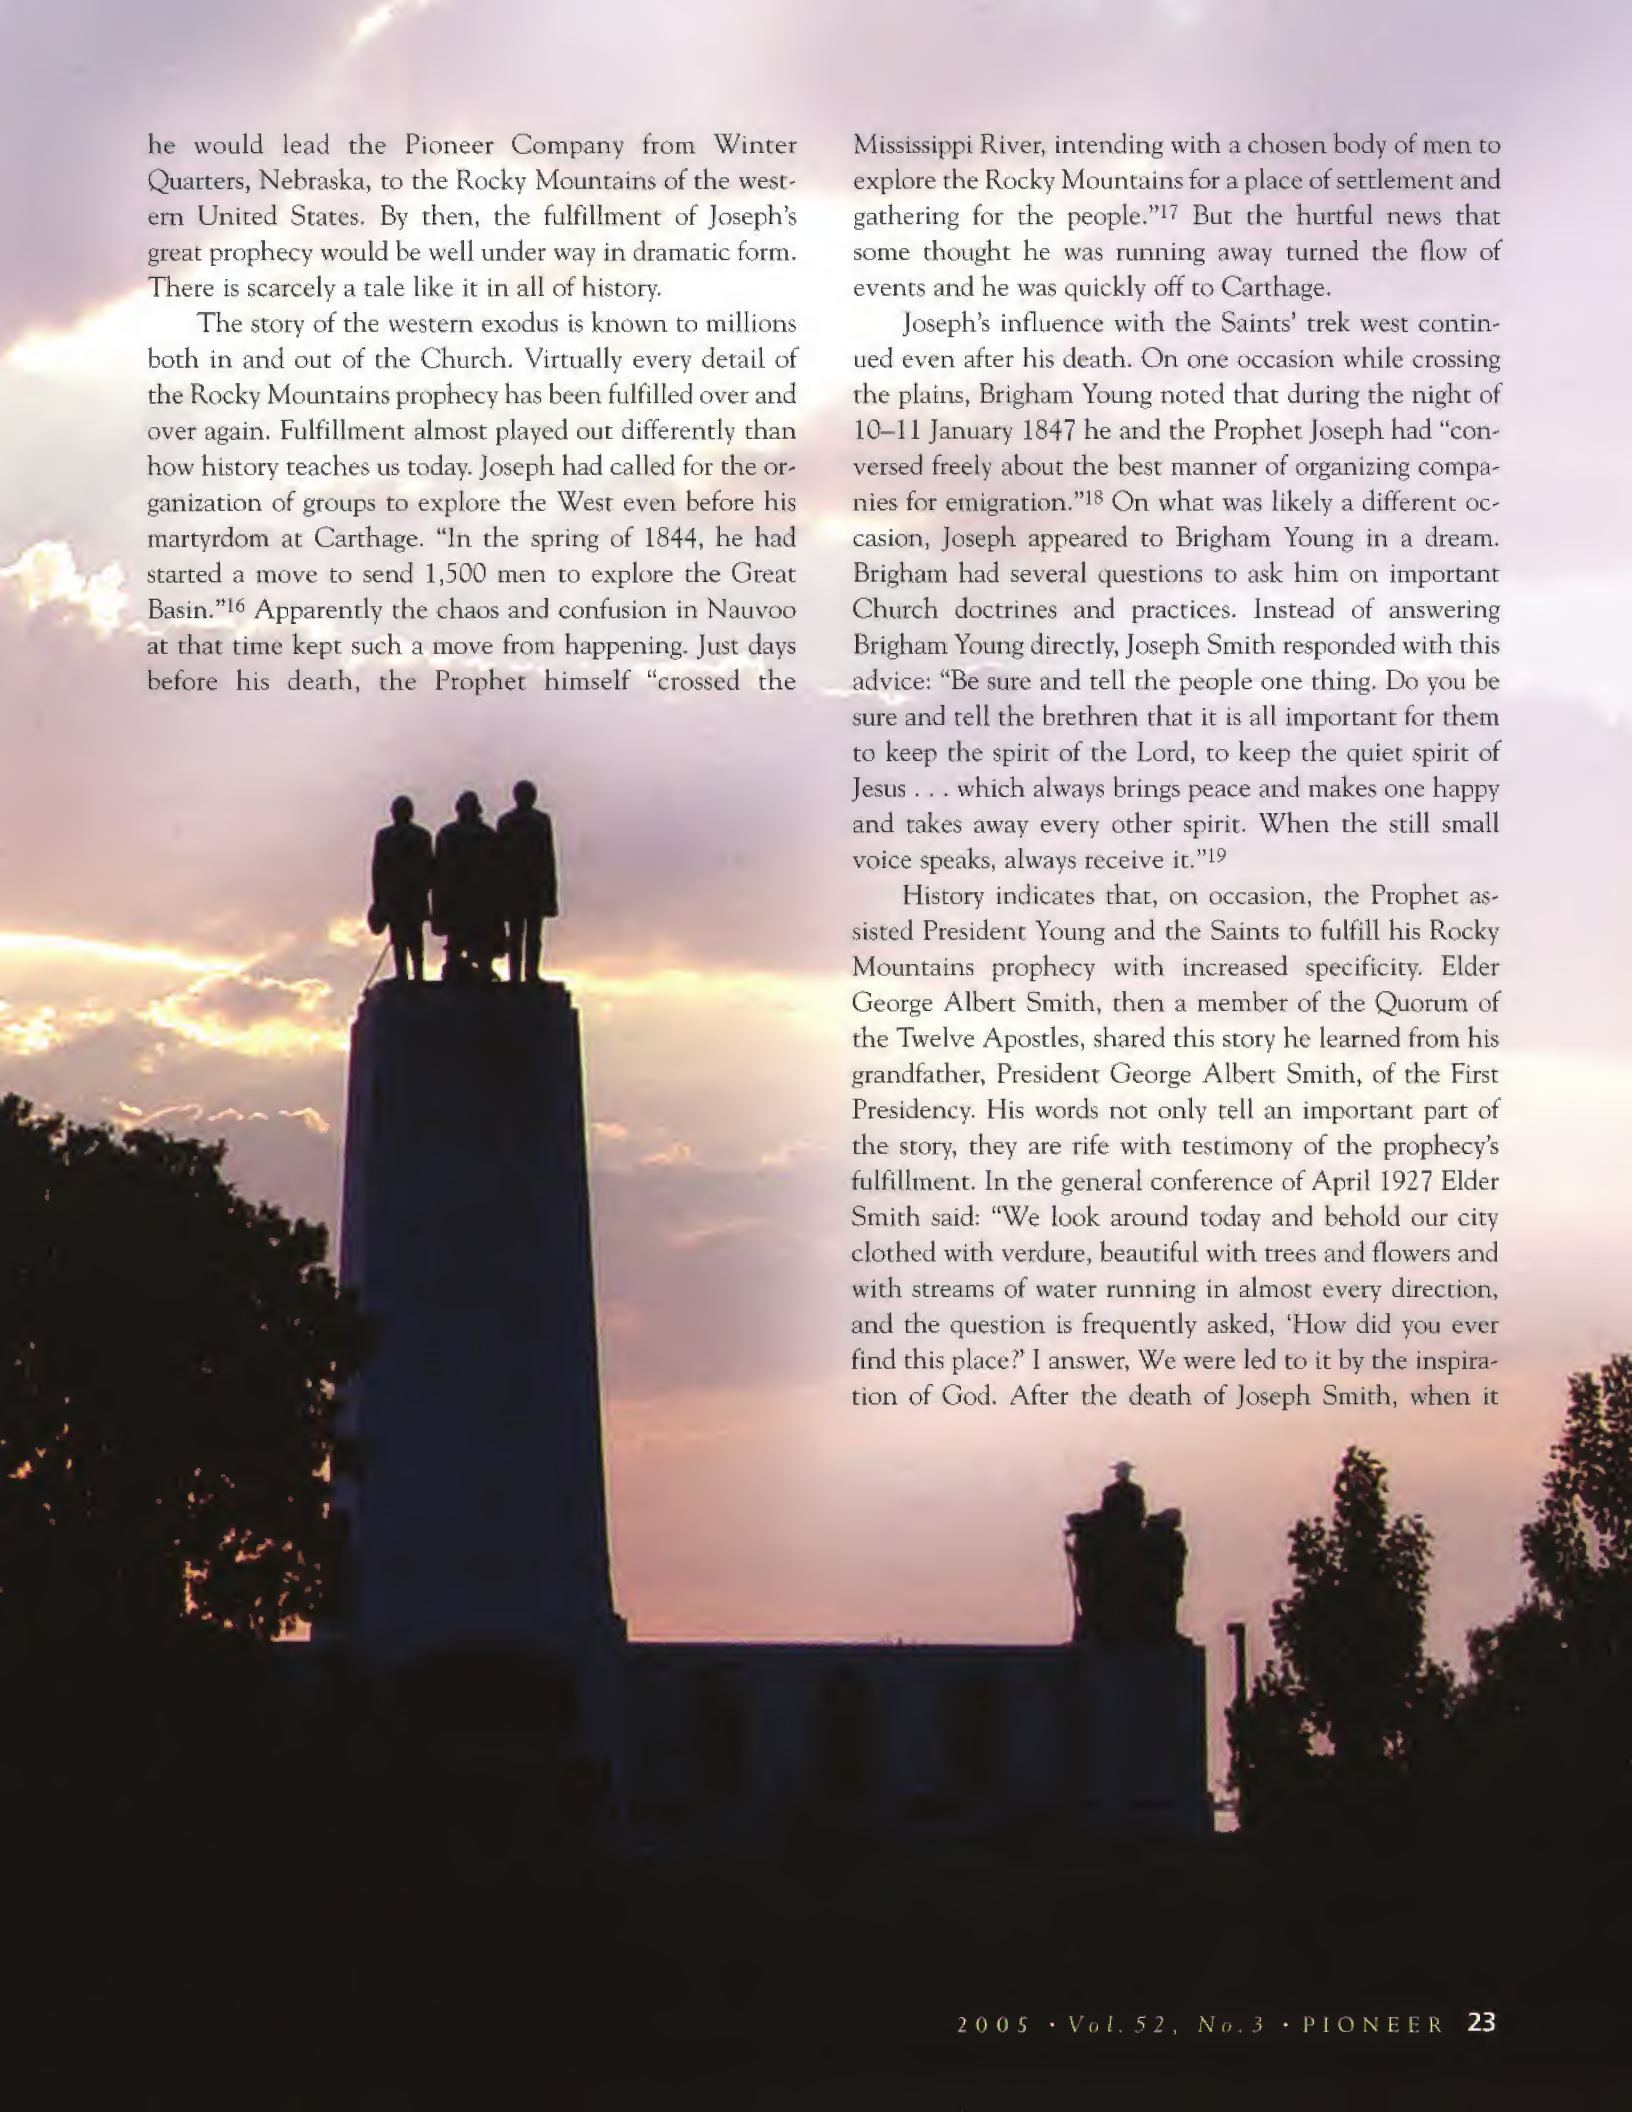 he would lead the Pioneer Company from Winter
Quarters, Nebraska, to the Rocky Mountains of the west-
ern United States. By then, the fulfillment of Joseph's
great prophecy would be well under way in dramatic form.
There is scarcely a tale like it in all of history.
The story of the western exodus is known to millions
both in and out of the Church. Virtually every detail of
the Rocky Mountains prophecy has been fulfilled over and
over again. Fulfillment almost played out differently than
how history teaches us today. Joseph had called for the or-
ganization of groups to explore the West even before his
martyrdom at Carthage. “In the spring of 1844, he had
started a move to send 1,500 men to explore the Great
Basin.”16 Apparently the chaos and confusion in Nauvoo
at that time kept such a move from happening. Just days
before his death, the Prophet himself “crossed the
Mississippi River, intending with a chosen body of men to
explore the Rocky Mountains for a place of settlement and
gathering for the people.”17 But the hurtful news that
some thought he was running away turned the flow of
events and he was quickly off to Carthage.
Joseph's influence with the Saints' trek west contin-
ued even after his death. On one occasion while crossing
the plains, Brigham Young noted that during the night of
10–11 January 1847 he and the Prophet Joseph had “con-
versed freely about the best manner of organizing compa-
nies for emigration.”18 On what was likely a different oc-
casion, Joseph appeared to Brigham Young in a dream.
Brigham had several questions to ask him on important
Church doctrines and practices. Instead of answering
Brigham Young directly, Joseph Smith responded with this
advice: “Be sure and tell the people one thing. Do you be
sure and tell the brethren that it is all important for them
to keep the spirit of the Lord, to keep the quiet spirit of
Jesus . . . which always brings peace and makes one happy
and takes away every other spirit. When the still small
voice speaks, always receive it.”19
History indicates that, on occasion, the Prophet as-
sisted President Young and the Saints to fulfill his Rocky
Mountains prophecy with increased specificity. Elder
George Albert Smith, then a member of the Quorum of
the Twelve Apostles, shared this story he learned from his
grandfather, President George Albert Smith, of the First
Presidency. His words not only tell an important part of
the story, they are rife with testimony of the prophecy's
fulfillment. In the general conference of April 1927 Elder
Smith said: “We look around today and behold our city
clothed with verdure, beautiful with trees and flowers and
with streams of water running in almost every direction,
and the question is frequently asked, ‘How did you ever
find this place?’ I answer, We were led to it by the inspira-
tion of God. After the death of Joseph Smith, when it
2005 • Vol. 52, No. 3 • PIONEER 23